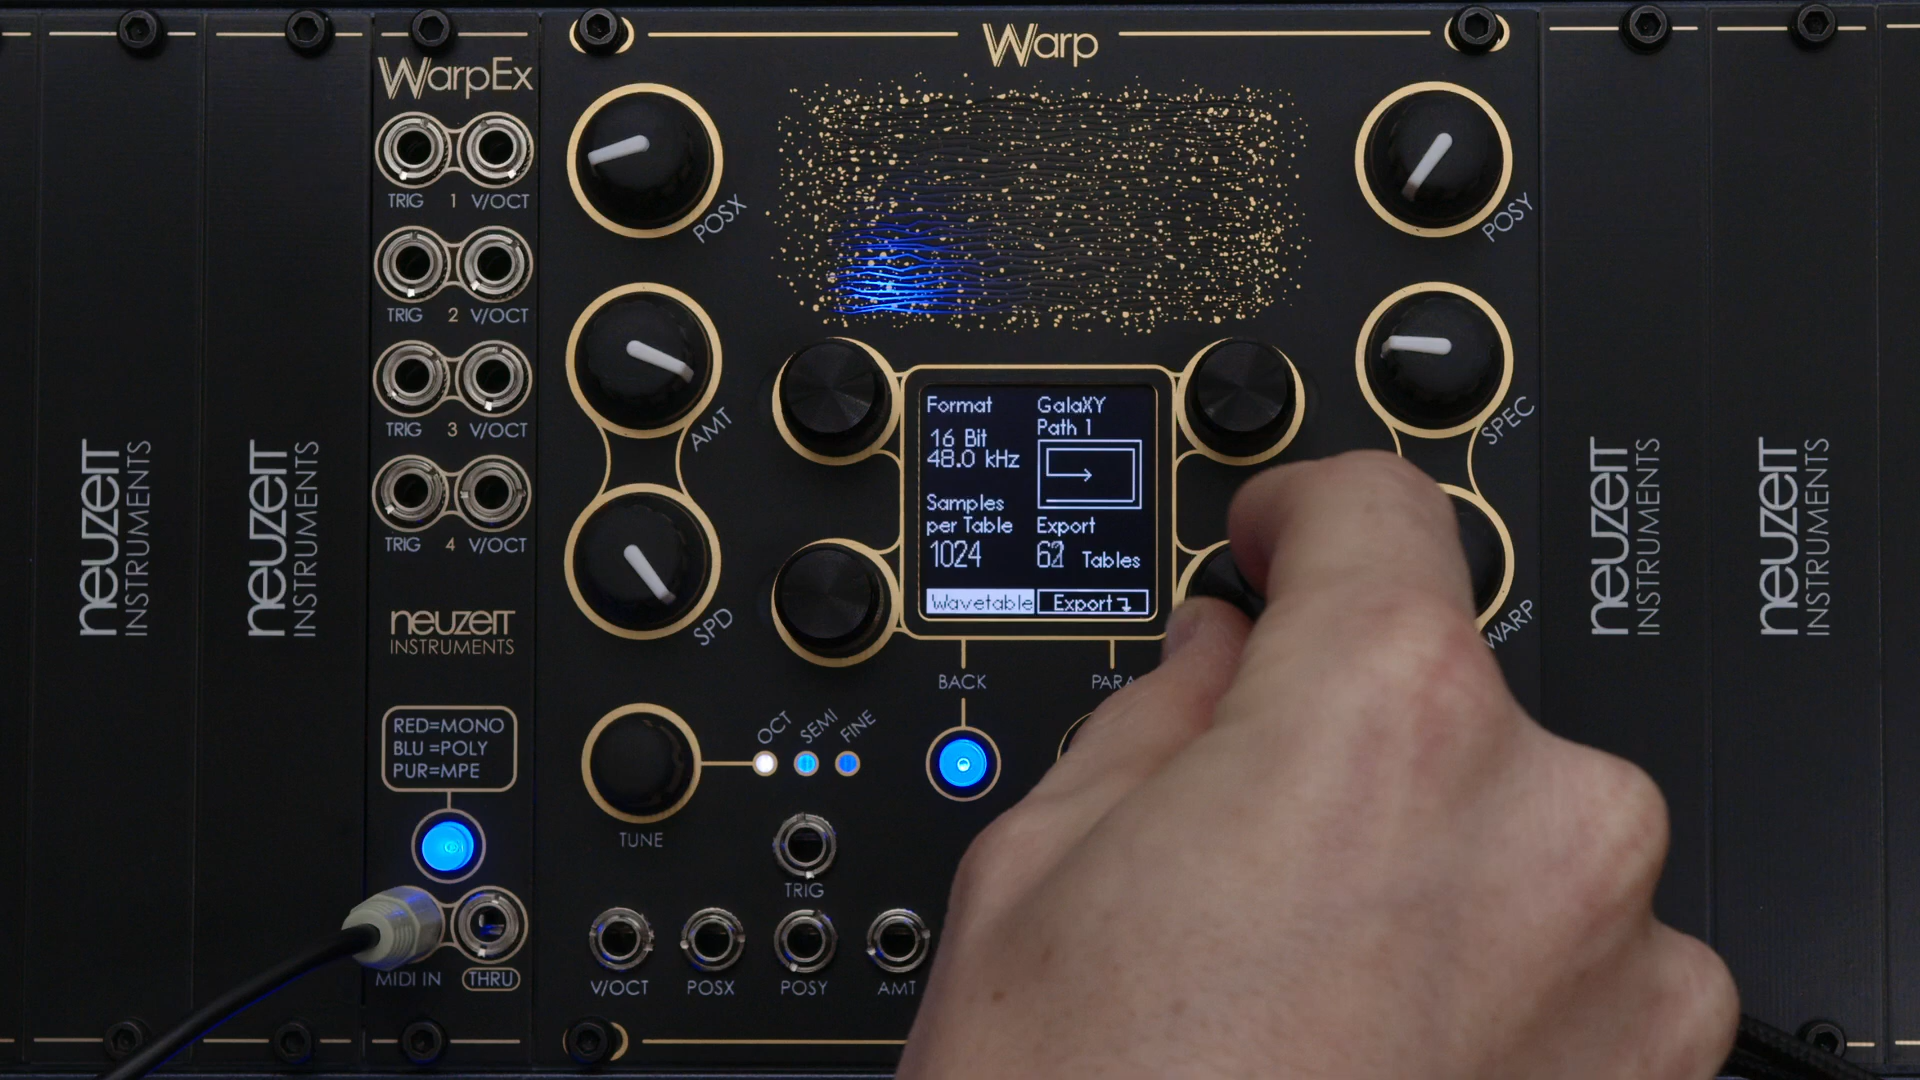 neuzeit
INSTRUMENTS
neuzeit
INSTRUMENTS
WarpEx
TRIG 1 V/OCT
TRIG 2 V/OCT
TRIG 3 V/OCT
TRIG 4 V/OCT
neuzeit
INSTRUMENTS
RED=MONO
BLU =POLY
PUR=MPE
MIDI IN THRU
Warp
POSX
POSY
AMT
SPEC
SPD
WARP
Format
16 Bit
48.0 kHz
Samples
per Table
1024
Wavetable
GalaXY
Path 1
Export
Tables
Export
BACK
PARA
OCT
SEMI
FINE
TUNE
TRIG
V/OCT
POSX
POSY
AMT
neuzeit
INSTRUMENTS
neuzeit
INSTRUMENTS